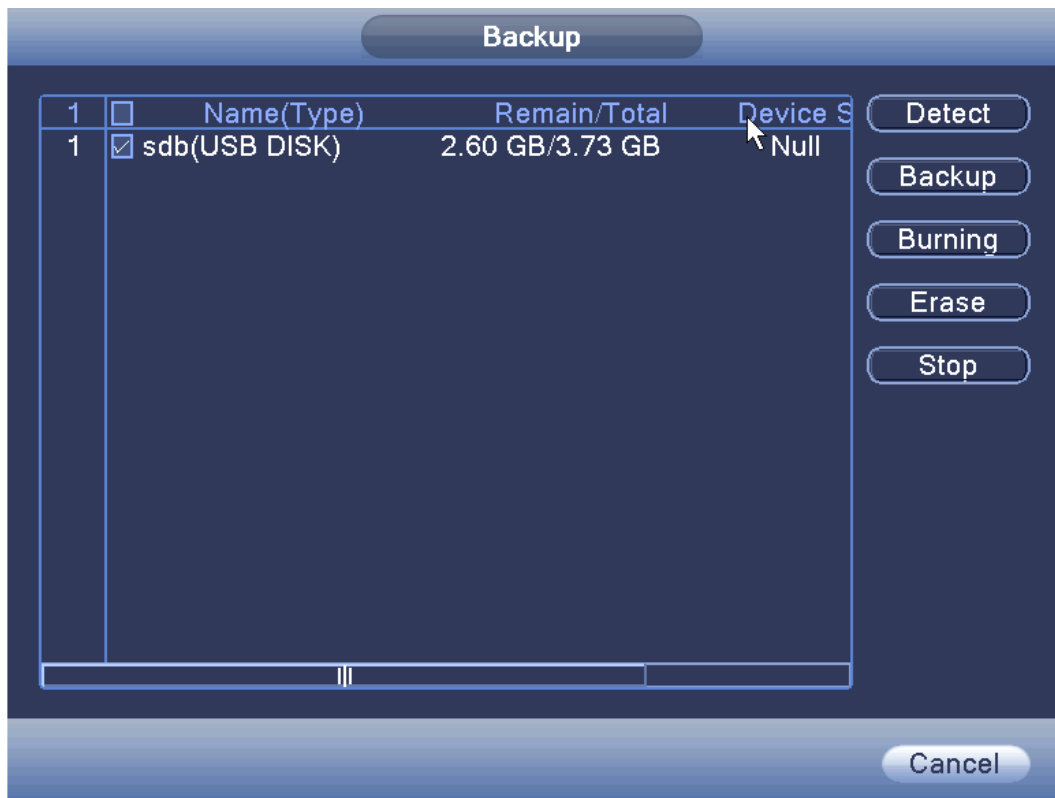 Backup
1 Name(Type) Remain/Total Device S
1 sdb(USB DISK) 2.60 GB/3.73 GB Null
Detect
Backup
Burning
Erase
Stop
Cancel